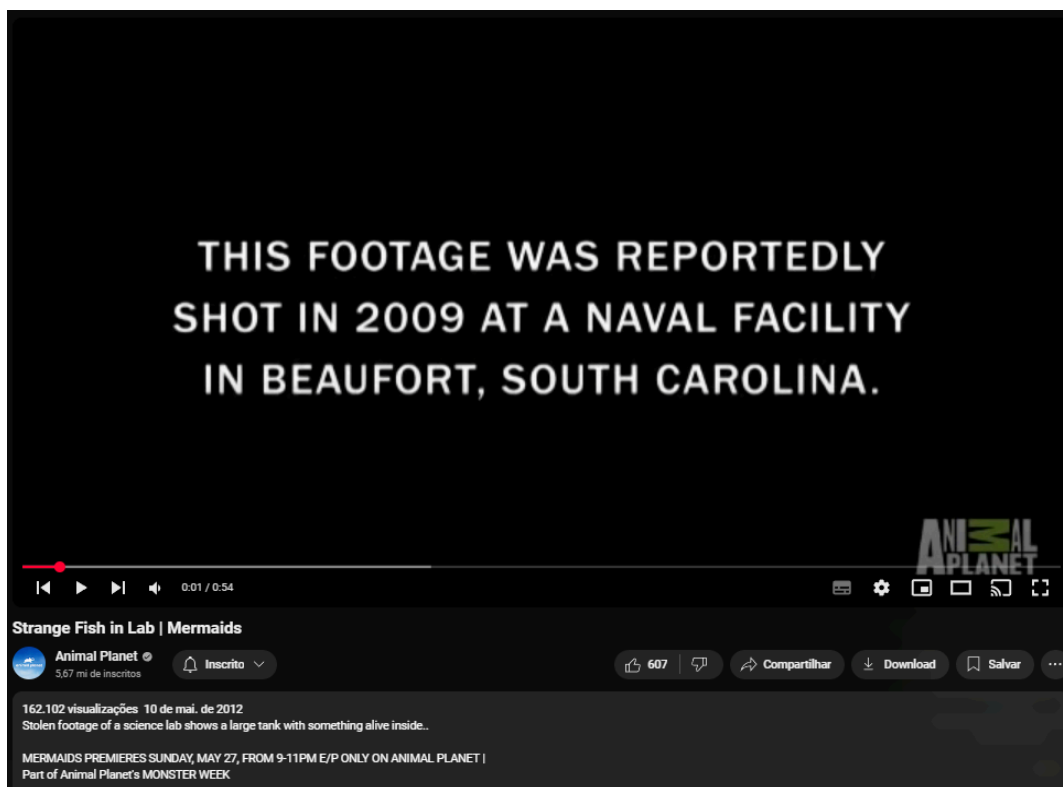 THIS FOOTAGE WAS REPORTEDLY
SHOT IN 2009 AT A NAVAL FACILITY
IN BEAUFORT, SOUTH CAROLINA.
ANIMAL
PLANET
0:01 / 0:54
Strange Fish in Lab | Mermaids
Animal Planet
5,67 mi de inscritos
Inscrito
607
Compartilhar
Download
Salvar
162.102 visualizações 10 de mai. de 2012
Stolen footage of a science lab shows a large tank with something alive inside..
MERMAIDS PREMIERES SUNDAY, MAY 27, FROM 9-11PM E/P ONLY ON ANIMAL PLANET |
Part of Animal Planet's MONSTER WEEK